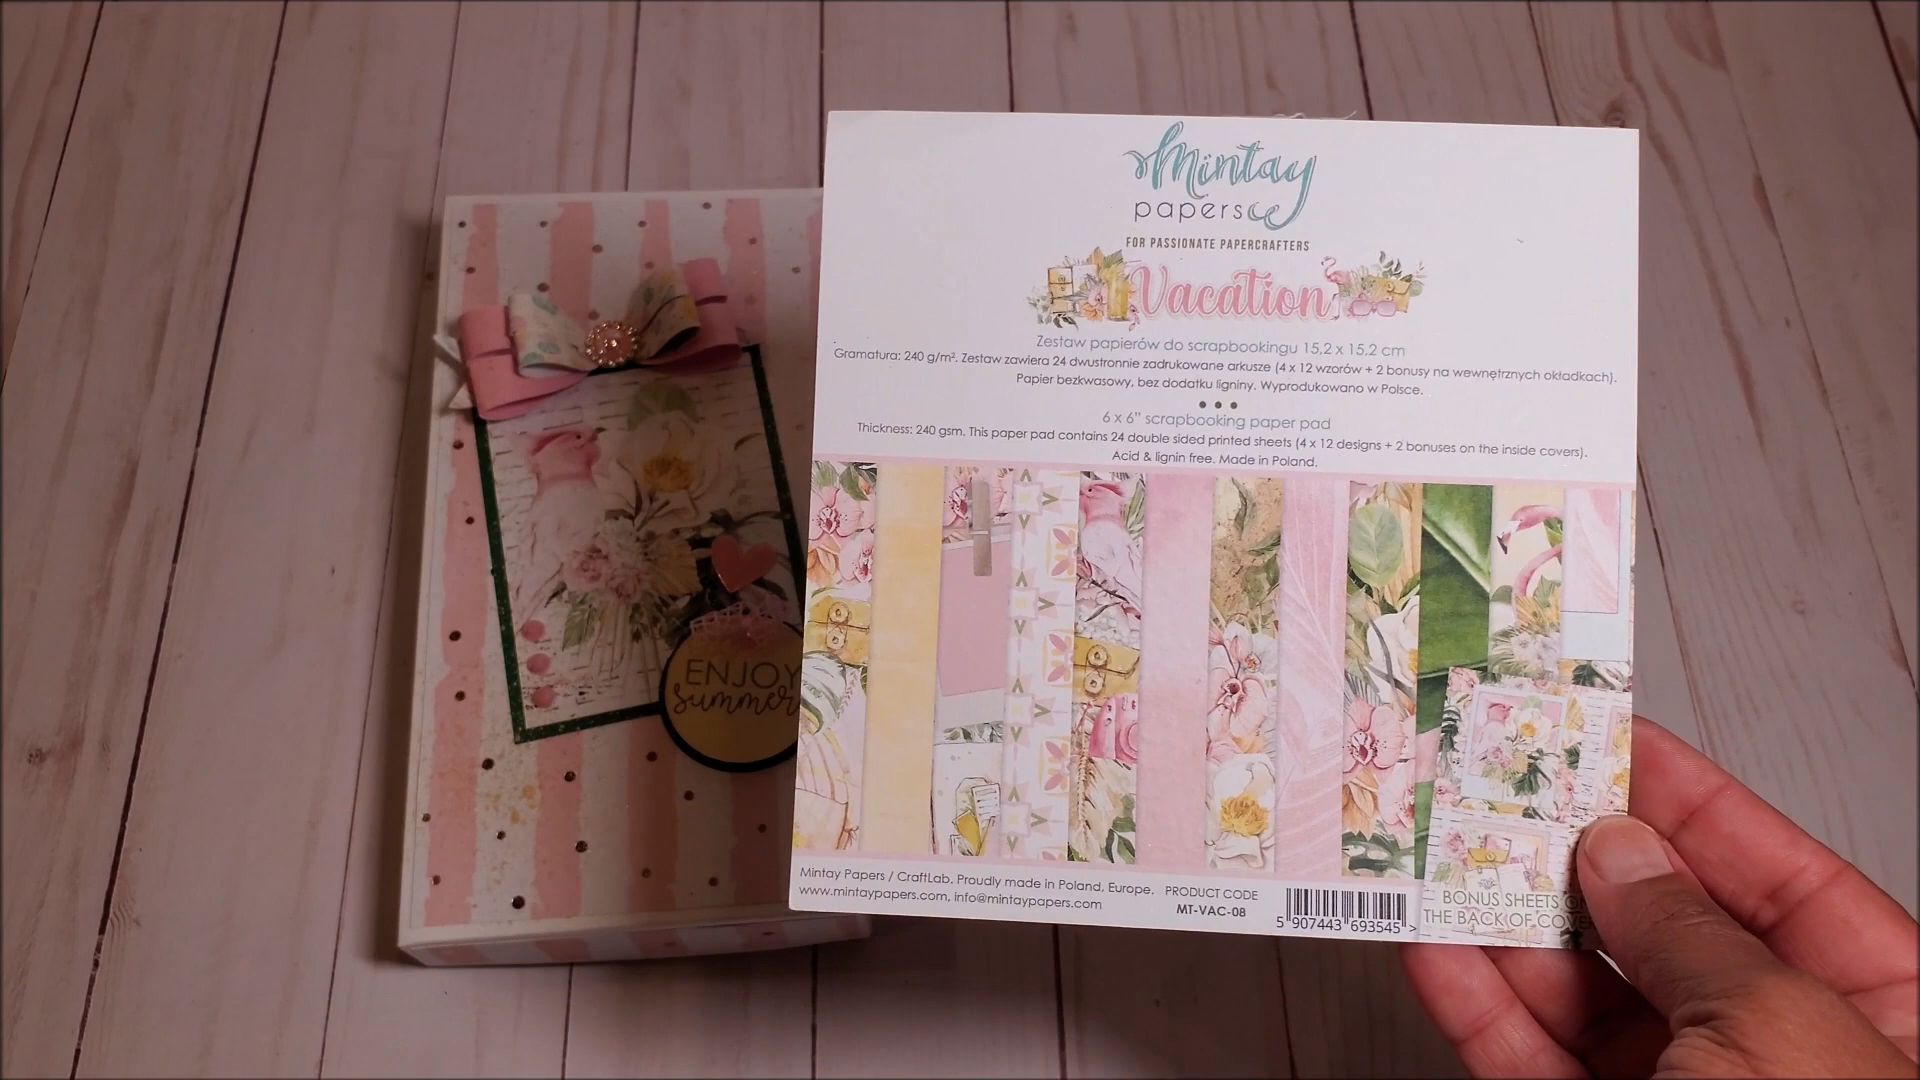 Mintay
papers
FOR PASSIONATE PAPERCRAFTERS
Vacation
Zestaw papierów do scrapbookingu 15,2 x 15,2 cm
Gramatura: 240 g/m². Zestaw zawiera 24 dwustronnie zadrukowane arkusze (4 x 12 wzorów + 2 bonusy na wewnętrznych okładkach).
Papier bezkwasowy, bez dodatku ligniny. Wyprodukowano w Polsce.
6 x 6” scrapbooking paper pad
Thickness: 240 gsm. This paper pad contains 24 double sided printed sheets (4 x 12 designs + 2 bonuses on the inside covers).
Acid & lignin free. Made in Poland.
Mintay Papers / CraftLab. Proudly made in Poland, Europe.
www.mintaypapers.com, info@mintaypapers.com
PRODUCT CODE
MT-VAC-08
5 907443 693545 >
BONUS SHEETS
THE BACK OF COVE
ENJOY
summer